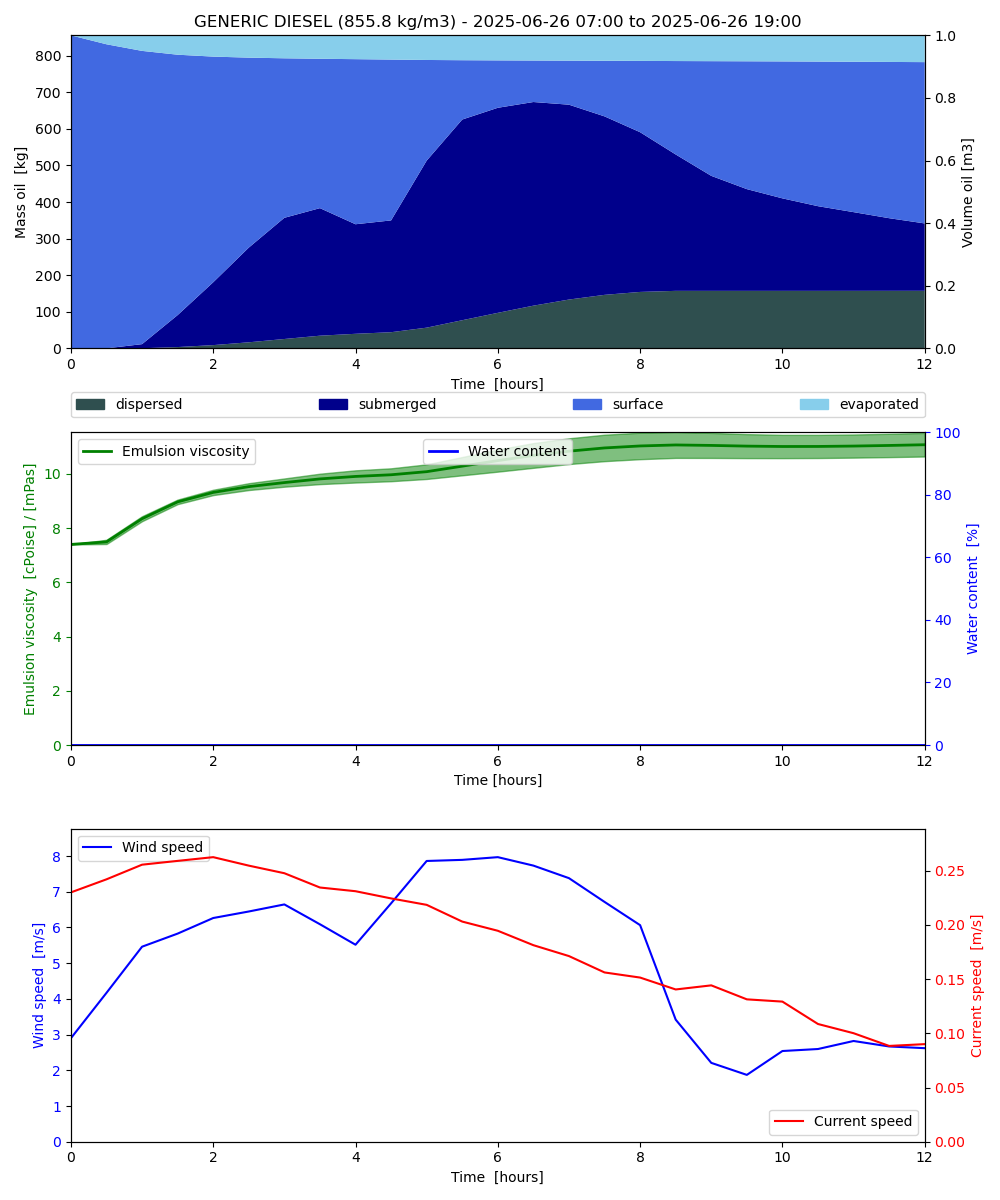 GENERIC DIESEL (855.8 kg/m3) - 2025-06-26 07:00 to 2025-06-26 19:00
Mass oil [kg]
800
700
600
500
400
300
200
100
0
1.0
0.8
0.6
0.4
0.2
0.0
Volume oil [m3]
0 2 4 6 8 10 12
Time [hours]
dispersed submerged surface evaporated
Emulsion viscosity [cPoise] / [mPas]
10
8
6
4
2
0
Emulsion viscosity
Water content
100
80
60
40
20
0
Water content [%]
0 2 4 6 8 10 12
Time [hours]
Wind speed [m/s]
8
7
6
5
4
3
2
1
0
Wind speed
0.25
0.20
0.15
0.10
0.05
0.00
Current speed [m/s]
Current speed
0 2 4 6 8 10 12
Time [hours]